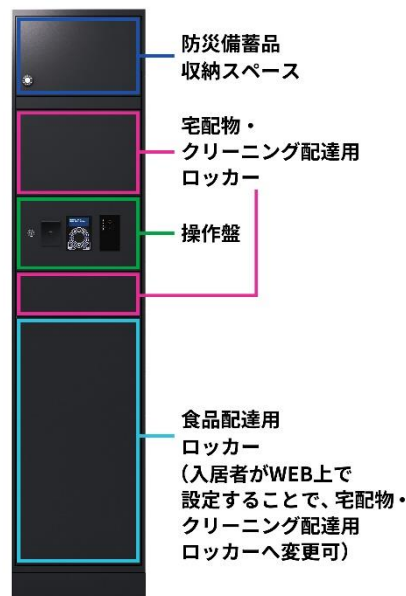 防災備蓄品
収納スペース
宅配物・
クリーニング配達用
ロッカー
操作盤
食品配達用
ロッカー
(入居者がWEB上で
設定することで、宅配物・
クリーニング配達用
ロッカーへ変更可)